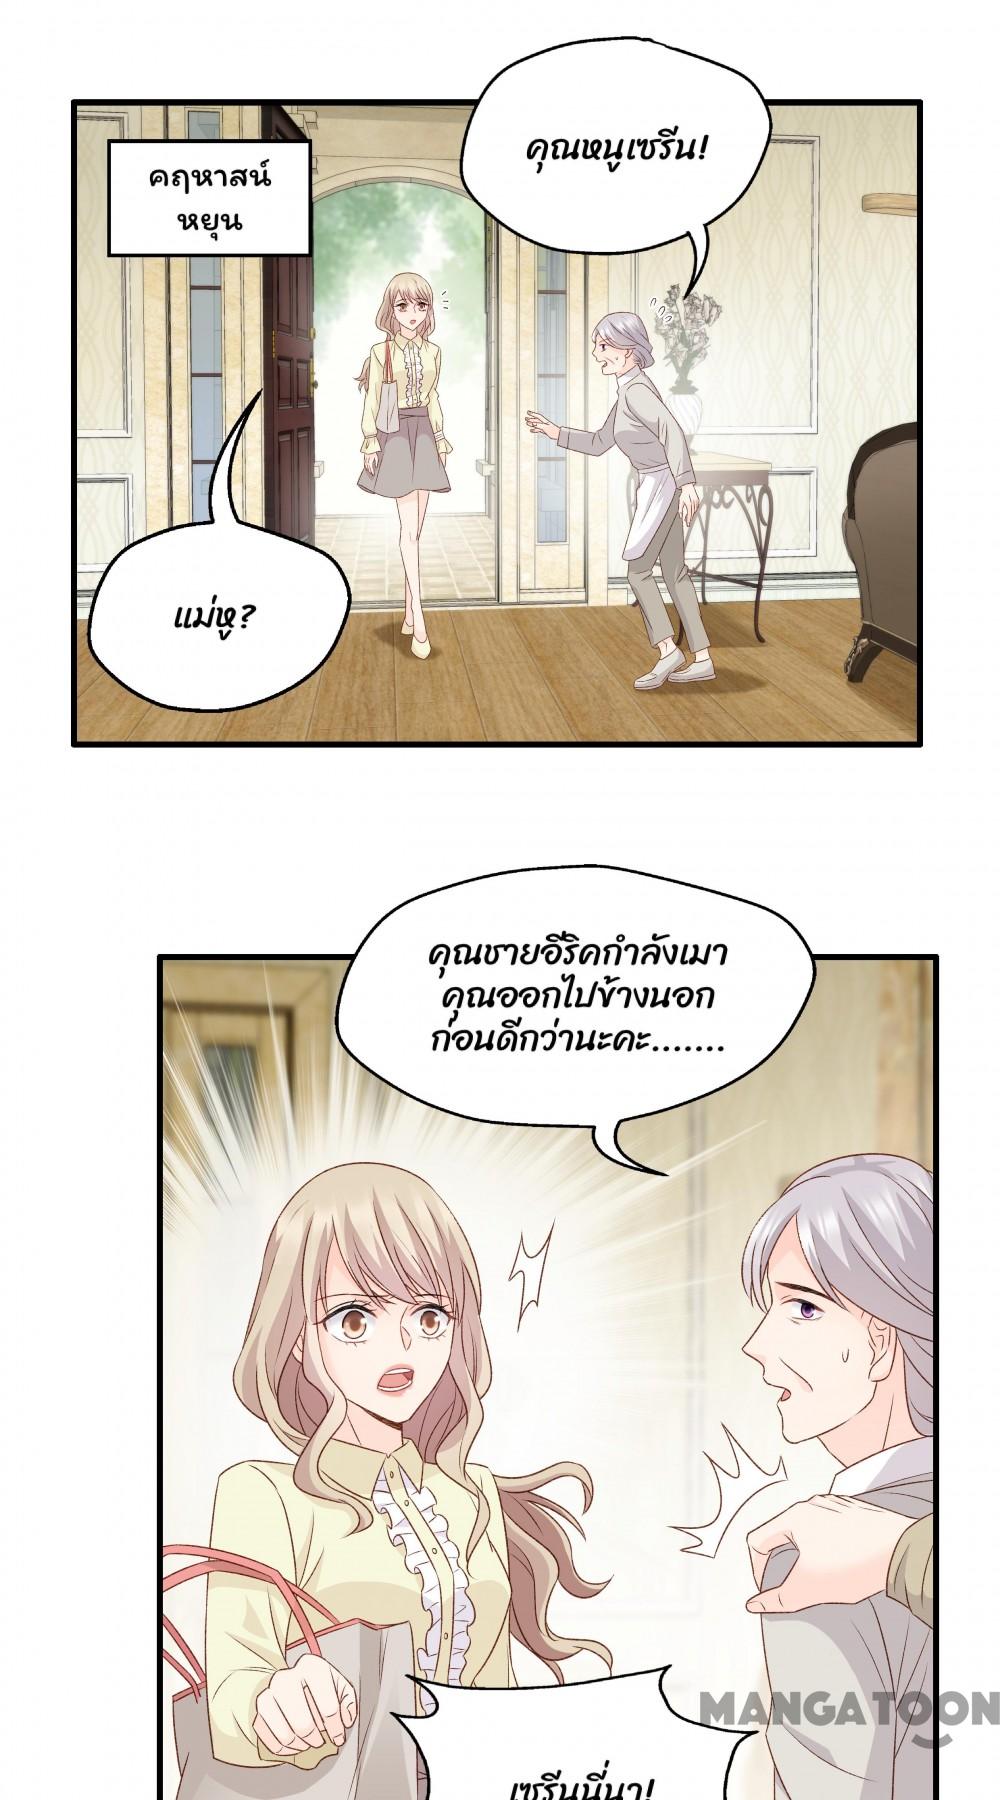 คฤหาสน์
หยุน
คุณหนูเซรีน!
แม่หู?
คุณชายอีริคกำลังเมา
คุณออกไปข้างนอก
ก่อนดีกว่านะคะ.......
เซรีนนี่นา!
MANGATOON